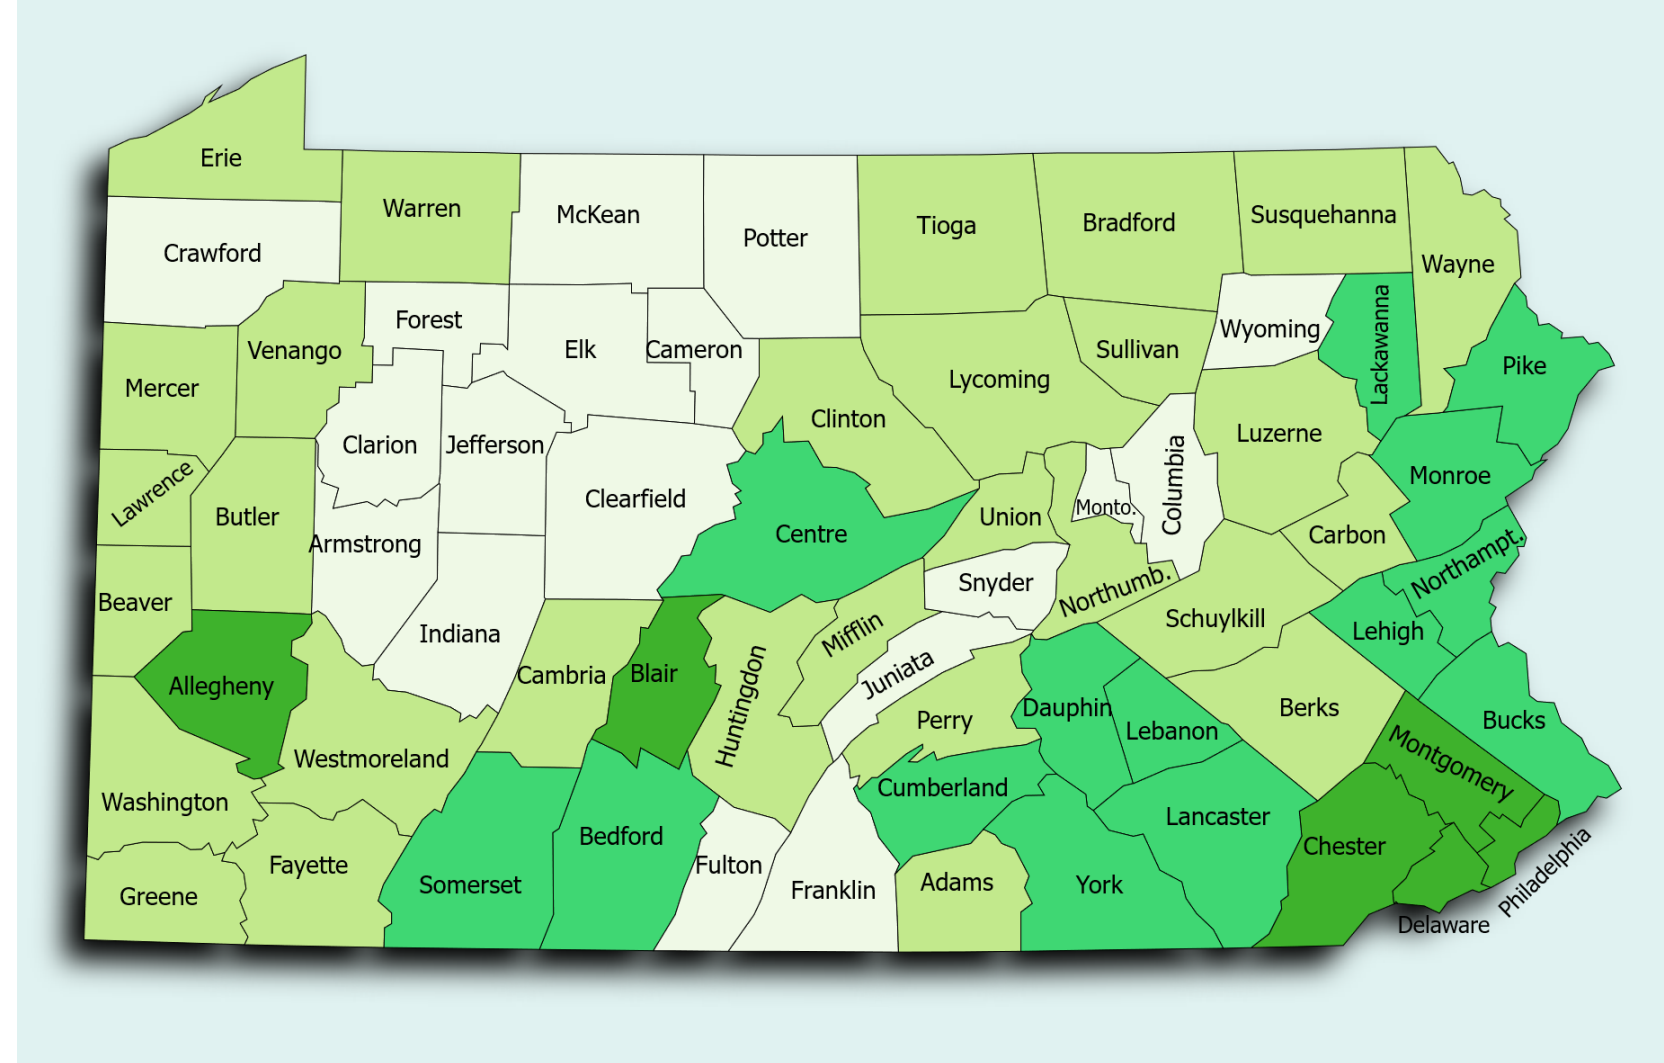 Erie
Warren
McKean
Potter
Tioga
Bradford
Susquehanna
Wayne
Crawford
Forest
Elk
Cameron
Wyoming
Lackawanna
Pike
Venango
Mercer
Sullivan
Lycoming
Clinton
Luzerne
Clarion
Jefferson
Columbia
Monroe
Lawrence
Butler
Clearfield
Centre
Union
Monto.
Carbon
Northampt.
Armstrong
Beaver
Snyder
Northumb.
Schuylkill
Lehigh
Indiana
Mifflin
Allegheny
Cambria
Blair
Huntingdon
Juniata
Perry
Dauphin
Lebanon
Berks
Bucks
Westmoreland
Montgomery
Washington
Cumberland
Lancaster
Bedford
Chester
Fayette
Fulton
Greene
Somerset
Franklin
Adams
York
Philadelphia
Delaware